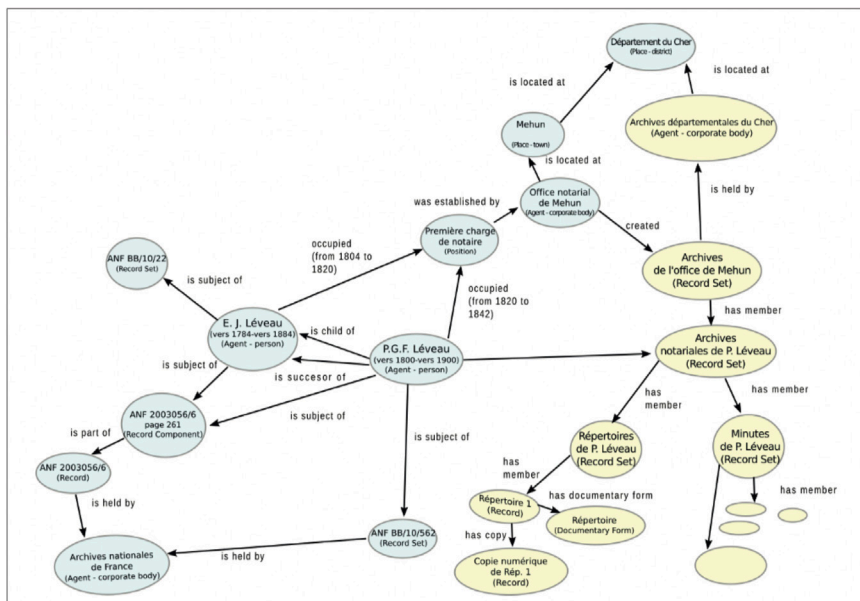 Département du Cher
(Place - district)
is located at
is located at
Mehun
(Place - town)
Archives départementales du Cher
(Agent - corporate body)
is located at
was established by
Office notarial
de Mehun
(Agent - corporate body)
is held by
Première charge
de notaire
(Position)
created
ANF BB/10/22
(Record Set)
occupied
(from 1804 to
1820)
Archives
de l'office de Mehun
(Record Set)
is subject of
occupied
(from 1820 to
1842)
has member
E. J. Léveau
(vers 1784-vers 1884)
(Agent - person)
is child of
P.G.F. Léveau
(vers 1800-vers 1900)
(Agent - person)
Archives
notariales de P. Léveau
(Record Set)
is subject of
is succesor of
has
member
has member
ANF 2003056/6
page 261
(Record Component)
is subject of
is subject of
is part of
Répertoires
de P. Léveau
(Record Set)
Minutes
de P. Léveau
(Record Set)
ANF 2003056/6
(Record)
has
member
has member
is held by
Répertoire 1
(Record)
has documentary form
Répertoire
(Documentary Form)
ANF BB/10/562
(Record Set)
has copy
is held by
Archives nationales
de France
(Agent - corporate body)
Copie numérique
de Rép. 1
(Record)